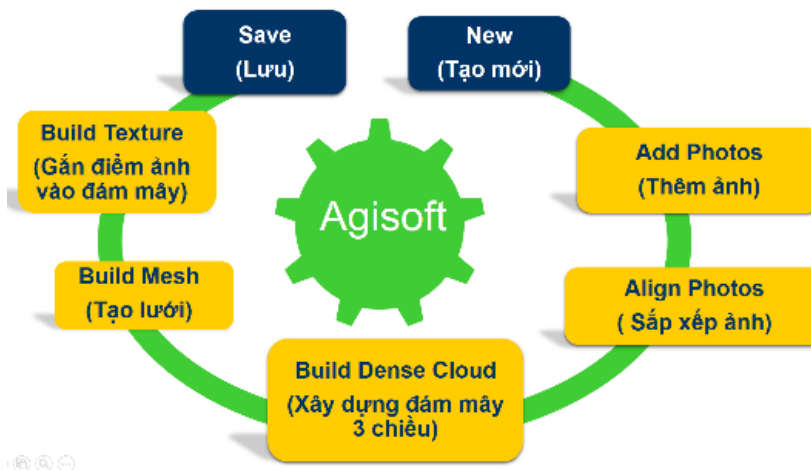 Save
(Lưu)
New
(Tạo mới)
Build Texture
(Gắn điểm ảnh
vào đám mây)
Add Photos
(Thêm ảnh)
Agisoft
Build Mesh
(Tạo lưới)
Align Photos
( Sắp xếp ảnh)
Build Dense Cloud
(Xây dựng đám mây
3 chiều)